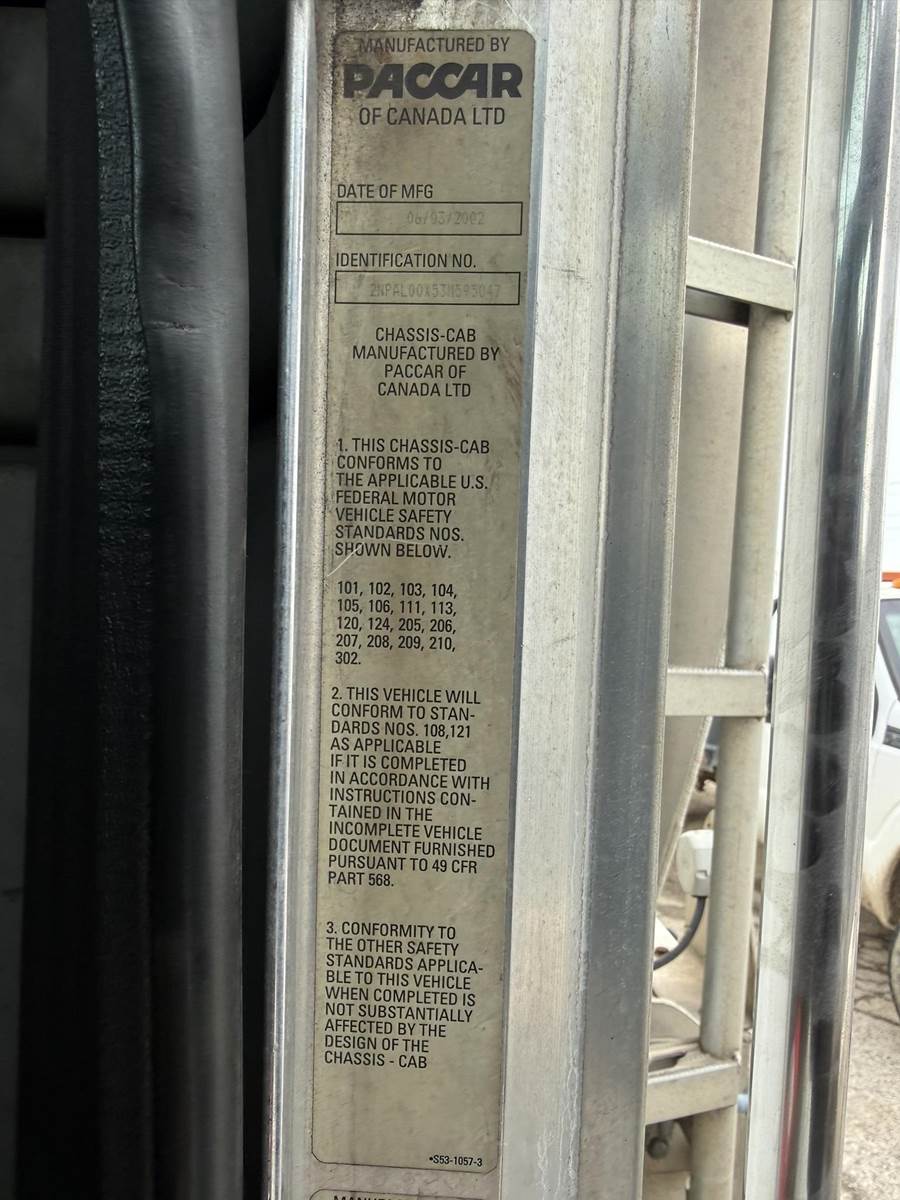 MANUFACTURED BY
PACCAR
OF CANADA LTD
DATE OF MFG
06/03/2002
IDENTIFICATION NO.
CHASSIS-CAB
MANUFACTURED BY
PACCAR OF
CANADA LTD
1. THIS CHASSIS-CAB
CONFORMS TO
THE APPLICABLE U.S.
FEDERAL MOTOR
VEHICLE SAFETY
STANDARDS NOS.
SHOWN BELOW.
101, 102, 103, 104,
105, 106, 111, 113,
120, 124, 205, 206,
207, 208, 209, 210,
302.
2. THIS VEHICLE WILL
CONFORM TO STAN-
DARDS NOS. 108,121
AS APPLICABLE
IF IT IS COMPLETED
IN ACCORDANCE WITH
INSTRUCTIONS CON-
TAINED IN THE
INCOMPLETE VEHICLE
DOCUMENT FURNISHED
PURSUANT TO 49 CFR
PART 568.
3. CONFORMITY TO
THE OTHER SAFETY
STANDARDS APPLICA-
BLE TO THIS VEHICLE
WHEN COMPLETED IS
NOT SUBSTANTIALLY
AFFECTED BY THE
DESIGN OF THE
CHASSIS - CAB
•S53-1057-3